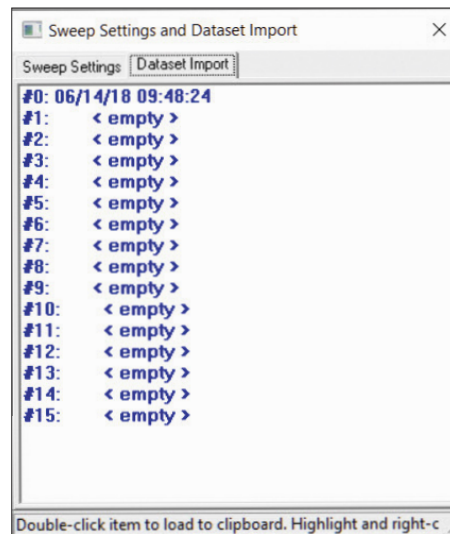 Sweep Settings and Dataset Import
Sweep Settings Dataset Import
#0: 06/14/18 09:48:24
#1: < empty >
#2: < empty >
#3: < empty >
#4: < empty >
#5: < empty >
#6: < empty >
#7: < empty >
#8: < empty >
#9: < empty >
#10: < empty >
#11: < empty >
#12: < empty >
#13: < empty >
#14: < empty >
#15: < empty >
Double-click item to load to clipboard. Highlight and right-c